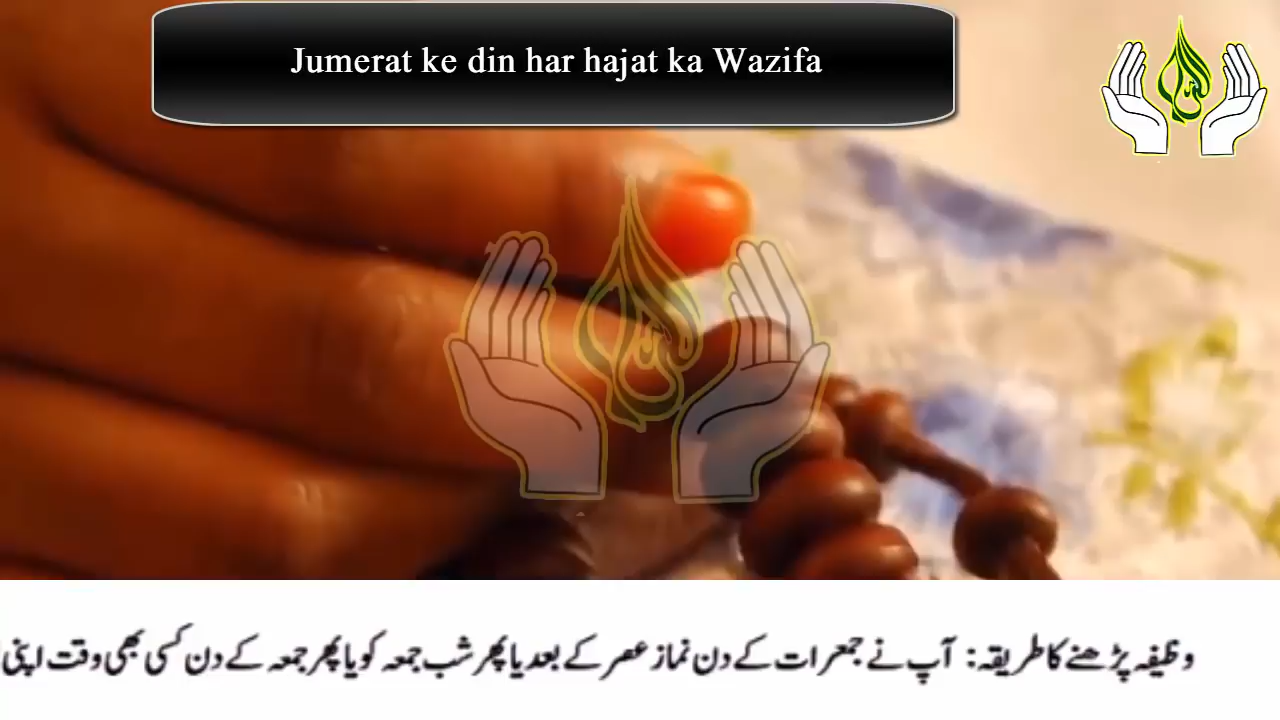 Jumerat ke din har hajat ka Wazifa
وظیفہ پڑھنے کا طریقہ: آپ نے جمعرات کے دن نماز عصر کے بعد یا پھر شب جمعہ کو یا پھر جمعہ کے دن کسی بھی وقت اپنی